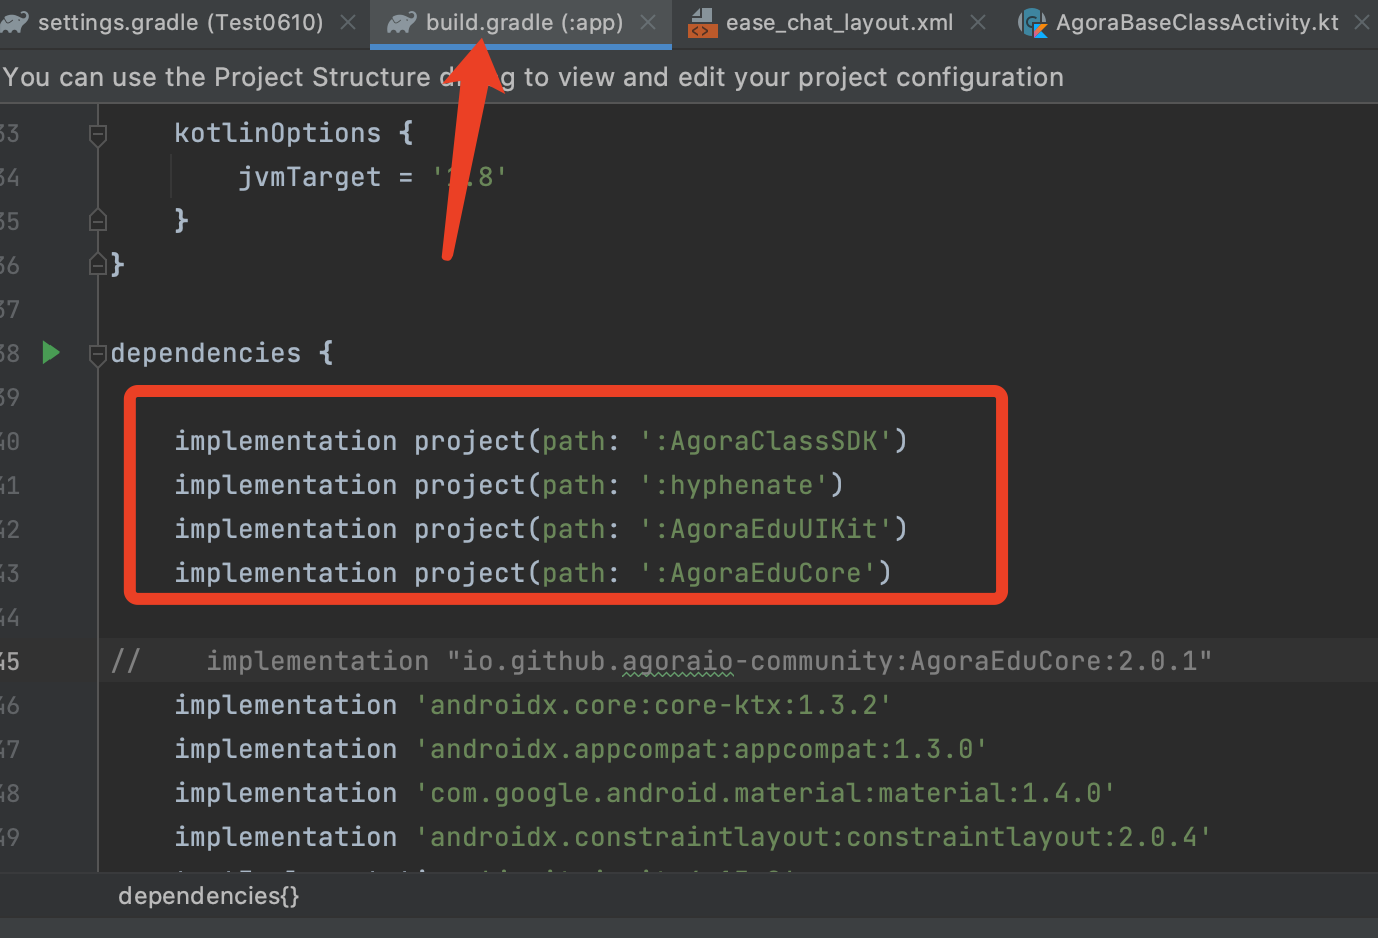 settings.gradle (Test0610)
build.gradle (:app)
ease_chat_layout.xml
AgoraBaseClassActivity.kt
You can use the Project Structure to view and edit your project configuration
33 kotlinOptions {
34 jvmTarget = '1.8'
35 }
36 }
37
38 dependencies {
39
40 implementation project(path: ':AgoraClassSDK')
41 implementation project(path: ':hyphenate')
42 implementation project(path: ':AgoraEduUIKit')
43 implementation project(path: ':AgoraEduCore')
44
45 // implementation "io.github.agoraio-community:AgoraEduCore:2.0.1"
46 implementation 'androidx.core:core-ktx:1.3.2'
47 implementation 'androidx.appcompat:appcompat:1.3.0'
48 implementation 'com.google.android.material:material:1.4.0'
49 implementation 'androidx.constraintlayout:constraintlayout:2.0.4'
dependencies{}